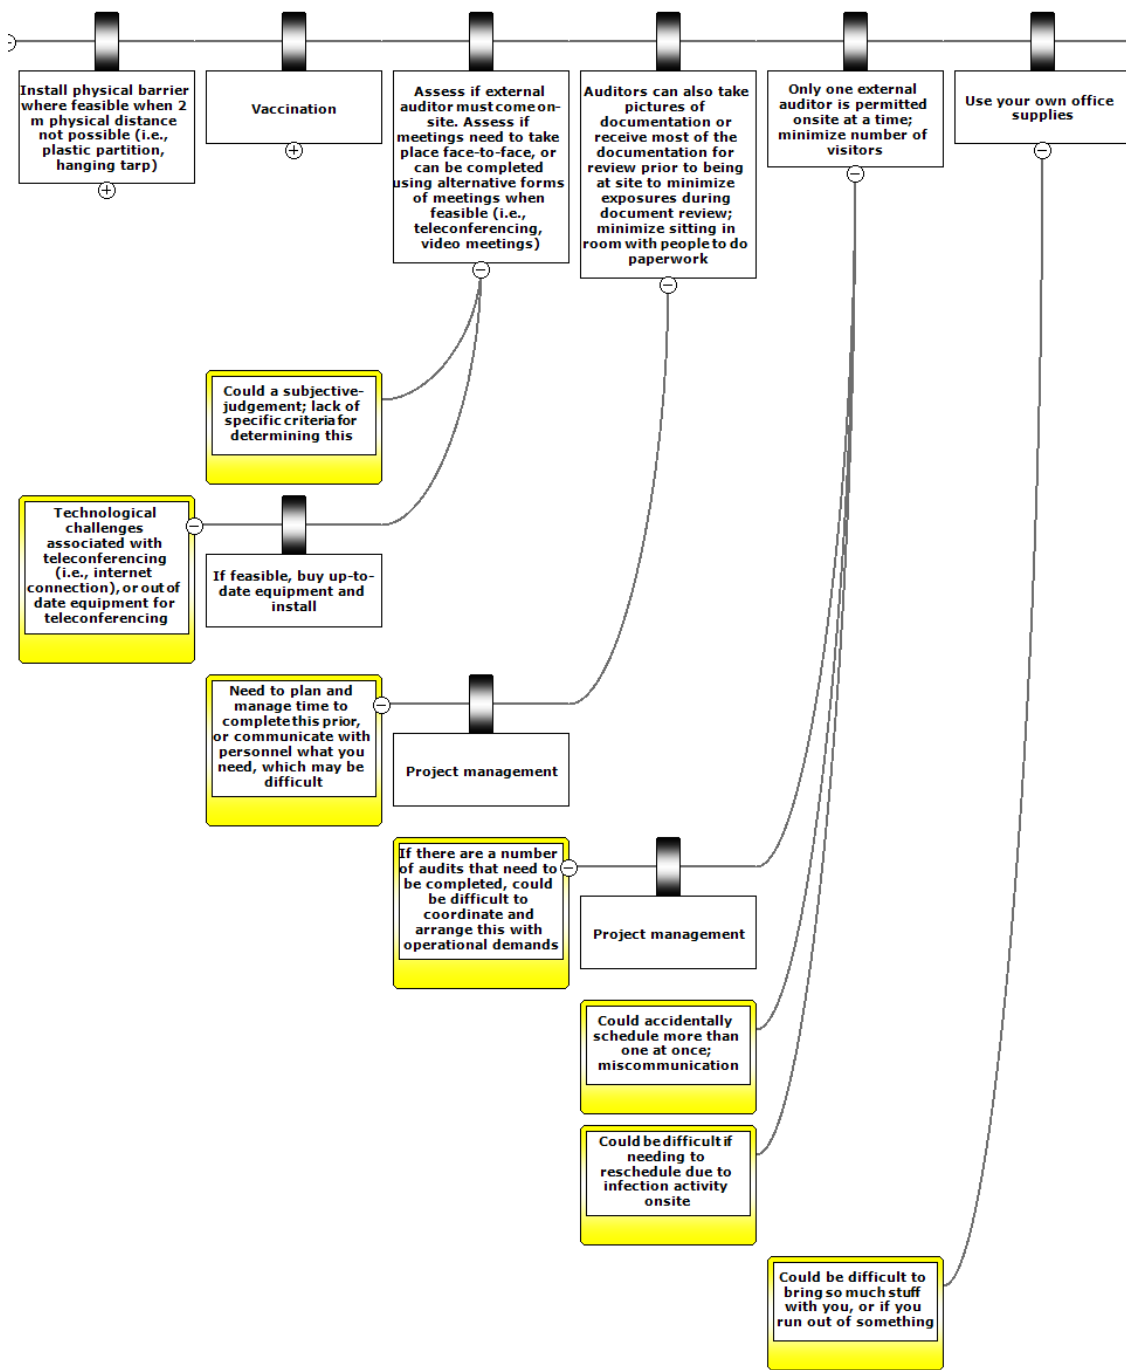 Install physical barrier
where feasible when 2
m physical distance
not possible (i.e.,
plastic partition,
hanging tarp)
Vaccination
Assess if external
auditor must come on-
site. Assess if
meetings need to take
place face-to-face, or
can be completed
using alternative forms
of meetings when
feasible (i.e.,
teleconferencing,
video meetings)
Auditors can also take
pictures of
documentation or
receive most of the
documentation for
review prior to being
at site to minimize
exposures during
document review;
minimize sitting in
room with people to do
paperwork
Only one external
auditor is permitted
onsite at a time;
minimize number of
visitors
Use your own office
supplies
Could a subjective-
judgement; lack of
specific criteria for
determining this
Technological
challenges
associated with
teleconferencing
(i.e., internet
connection), or out of
date equipment for
teleconferencing
If feasible, buy up-to-
date equipment and
install
Need to plan and
manage time to
complete this prior,
or communicate with
personnel what you
need, which may be
difficult
Project management
If there are a number
of audits that need to
be completed, could
be difficult to
coordinate and
arrange this with
operational demands
Project management
Could accidentally
schedule more than
one at once;
miscommunication
Could be difficult if
needing to
reschedule due to
infection activity
onsite
Could be difficult to
bring so much stuff
with you, or if you
run out of something